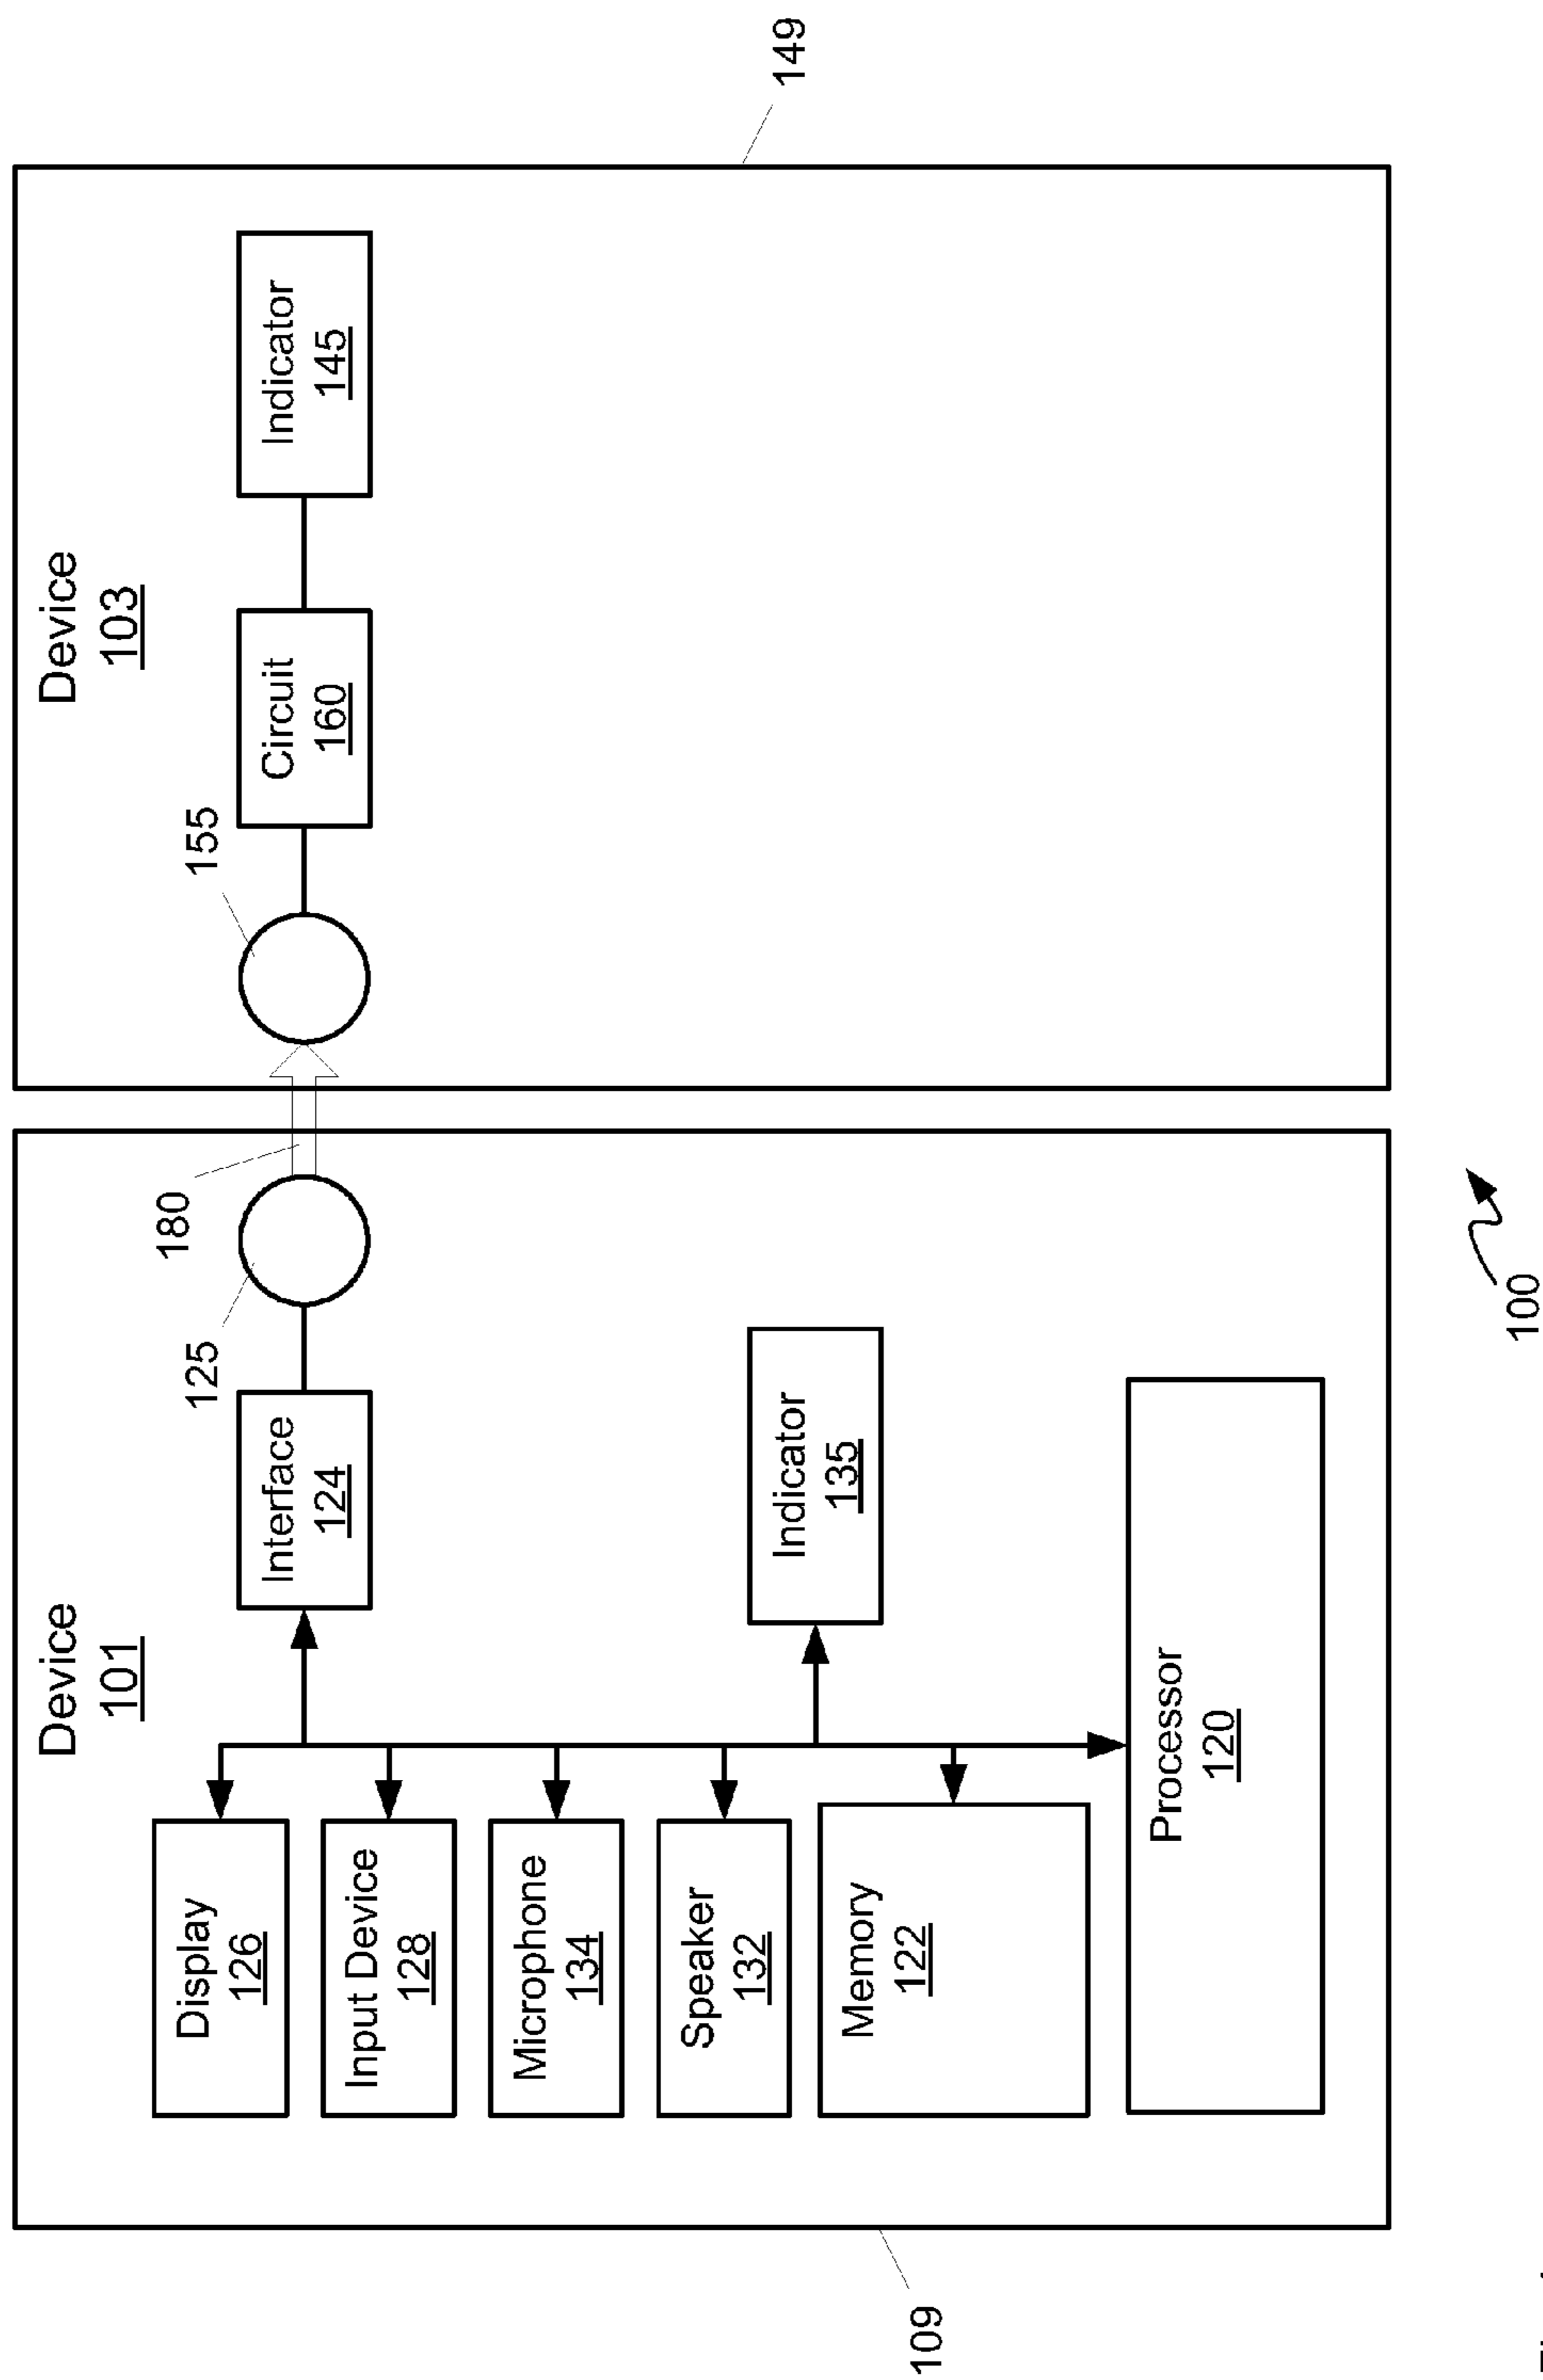 Device
101
Display
126
Input Device
128
Microphone
134
Speaker
132
Memory
122
Processor
120
Interface
124
Indicator
135
125
180
109
Device
103
155
Circuit
160
Indicator
145
149
100